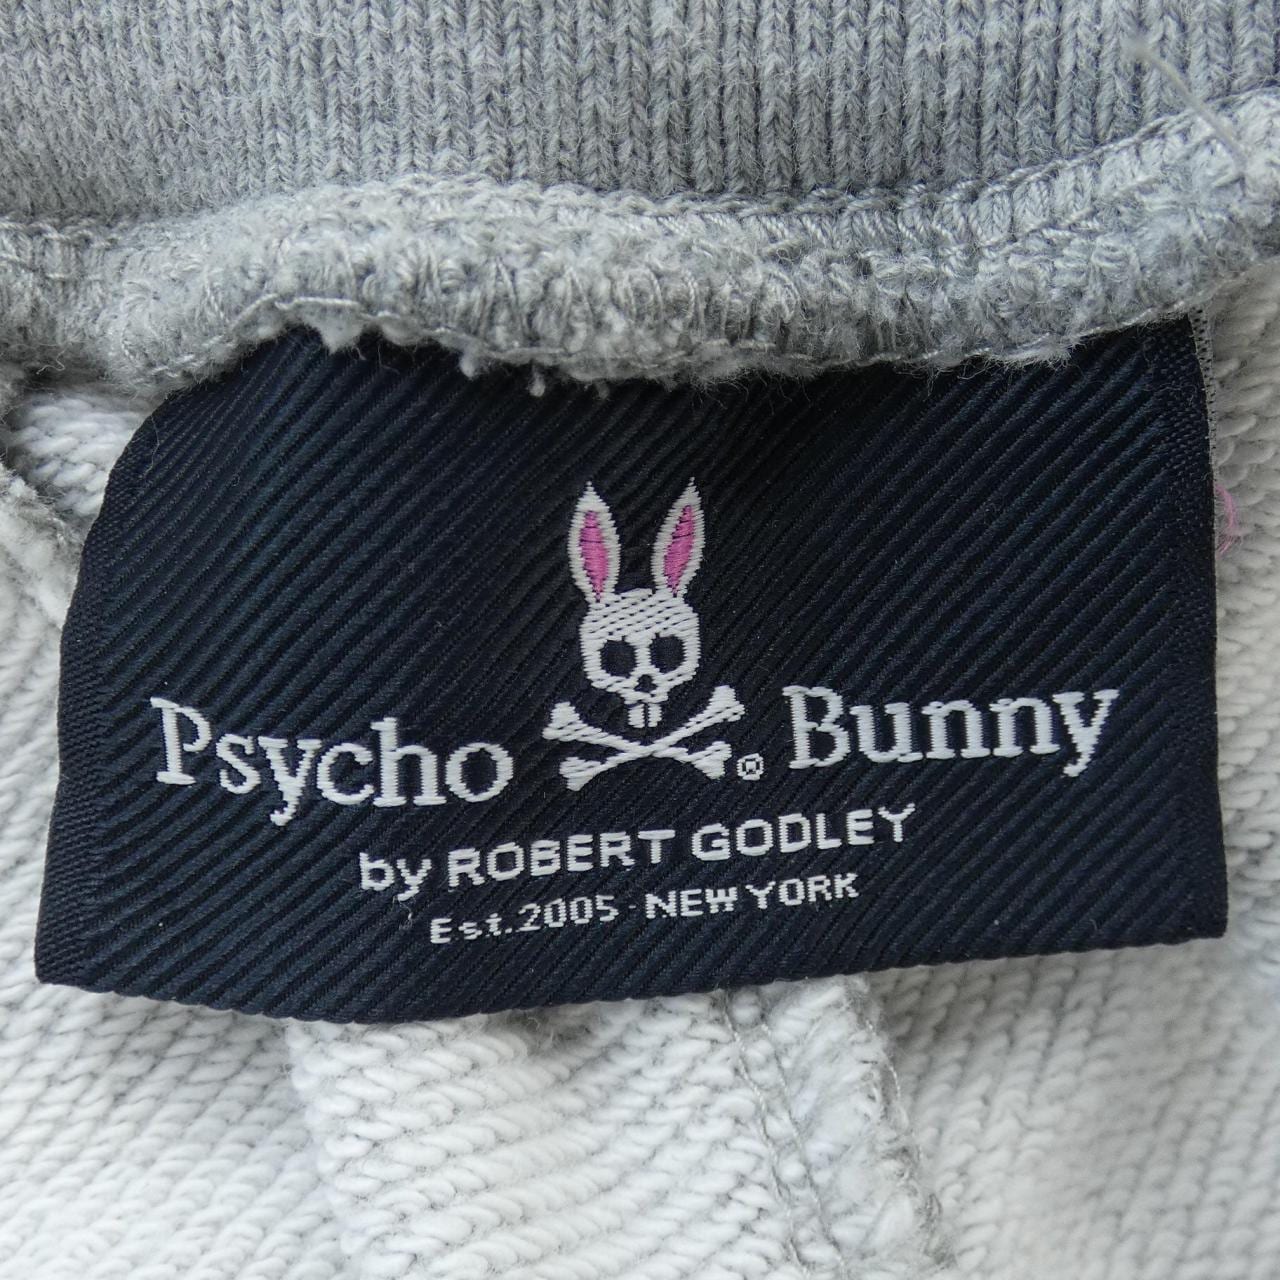 Psycho ® Bunny
by ROBERT GODLEY
Est.2005 · NEW YORK